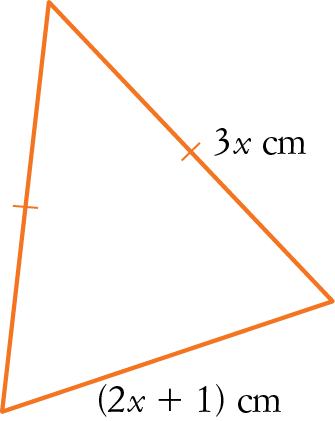 3x cm
(2x + 1) cm